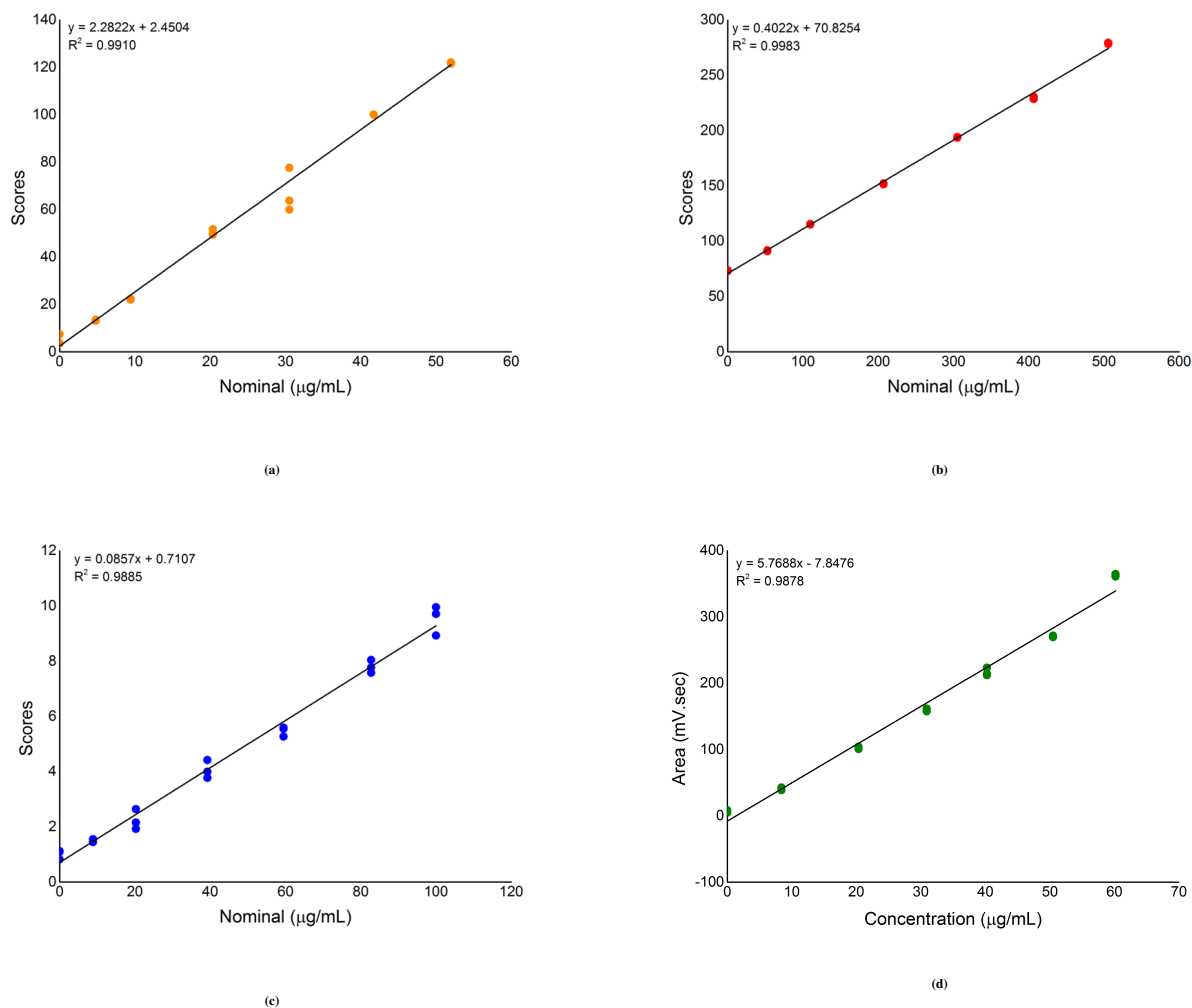 y = 2.2822x + 2.4504
R² = 0.9910
140
120
100
80
60
40
20
0
Scores
0 10 20 30 40 50 60
Nominal (μg/mL)
(a)
y = 0.4022x + 70.8254
R² = 0.9983
300
250
200
150
100
50
0
Scores
0 100 200 300 400 500 600
Nominal (μg/mL)
(b)
y = 0.0857x + 0.7107
R² = 0.9885
12
10
8
6
4
2
0
Scores
0 20 40 60 80 100 120
Nominal (μg/mL)
(c)
y = 5.7688x - 7.8476
R² = 0.9878
400
300
200
100
0
-100
Area (mV.sec)
0 10 20 30 40 50 60 70
Concentration (μg/mL)
(d)